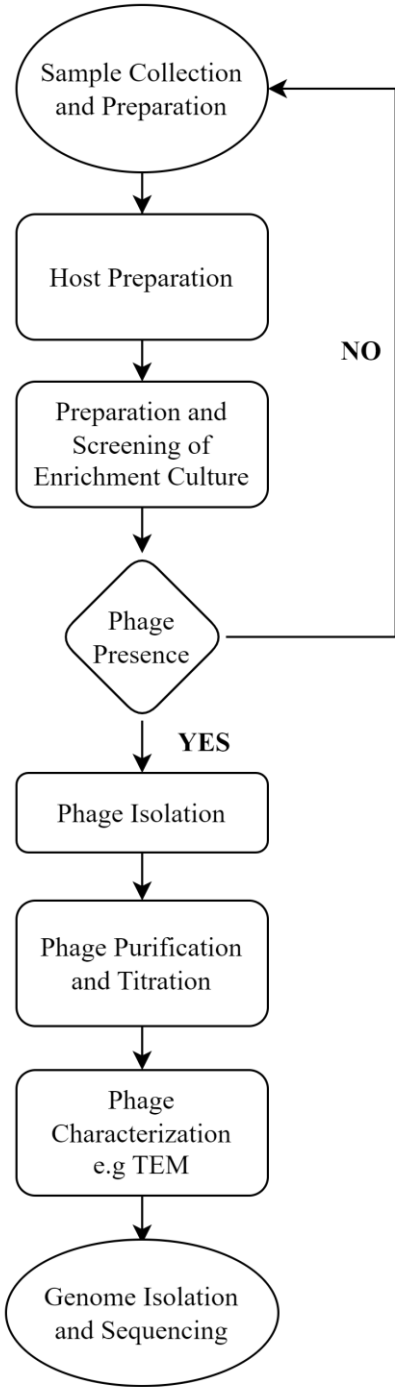 Sample Collection
and Preparation
Host Preparation
NO
Preparation and
Screening of
Enrichment Culture
Phage
Presence
YES
Phage Isolation
Phage Purification
and Titration
Phage
Characterization
e.g TEM
Genome Isolation
and Sequencing